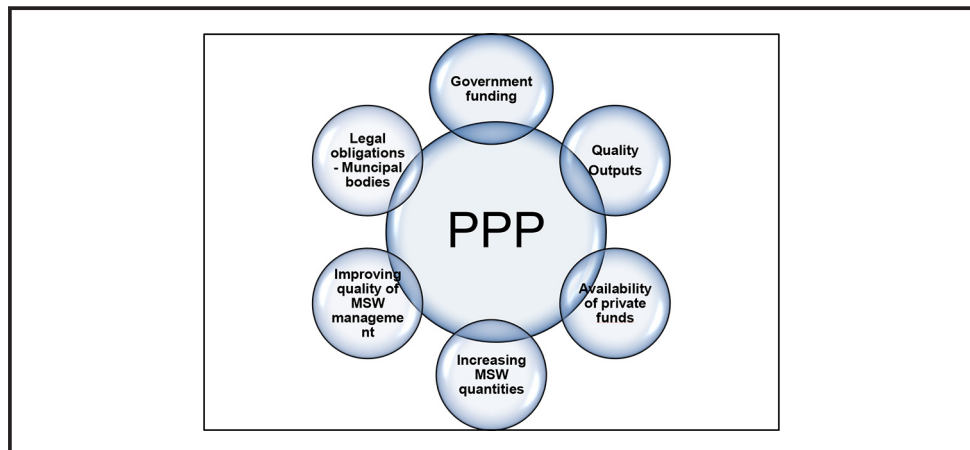 Government
funding
Quality
Outputs
Availability
of private
funds
Increasing
MSW
quantities
Improving
quality of
MSW
manageme
nt
Legal
obligations
- Muncipal
bodies
PPP